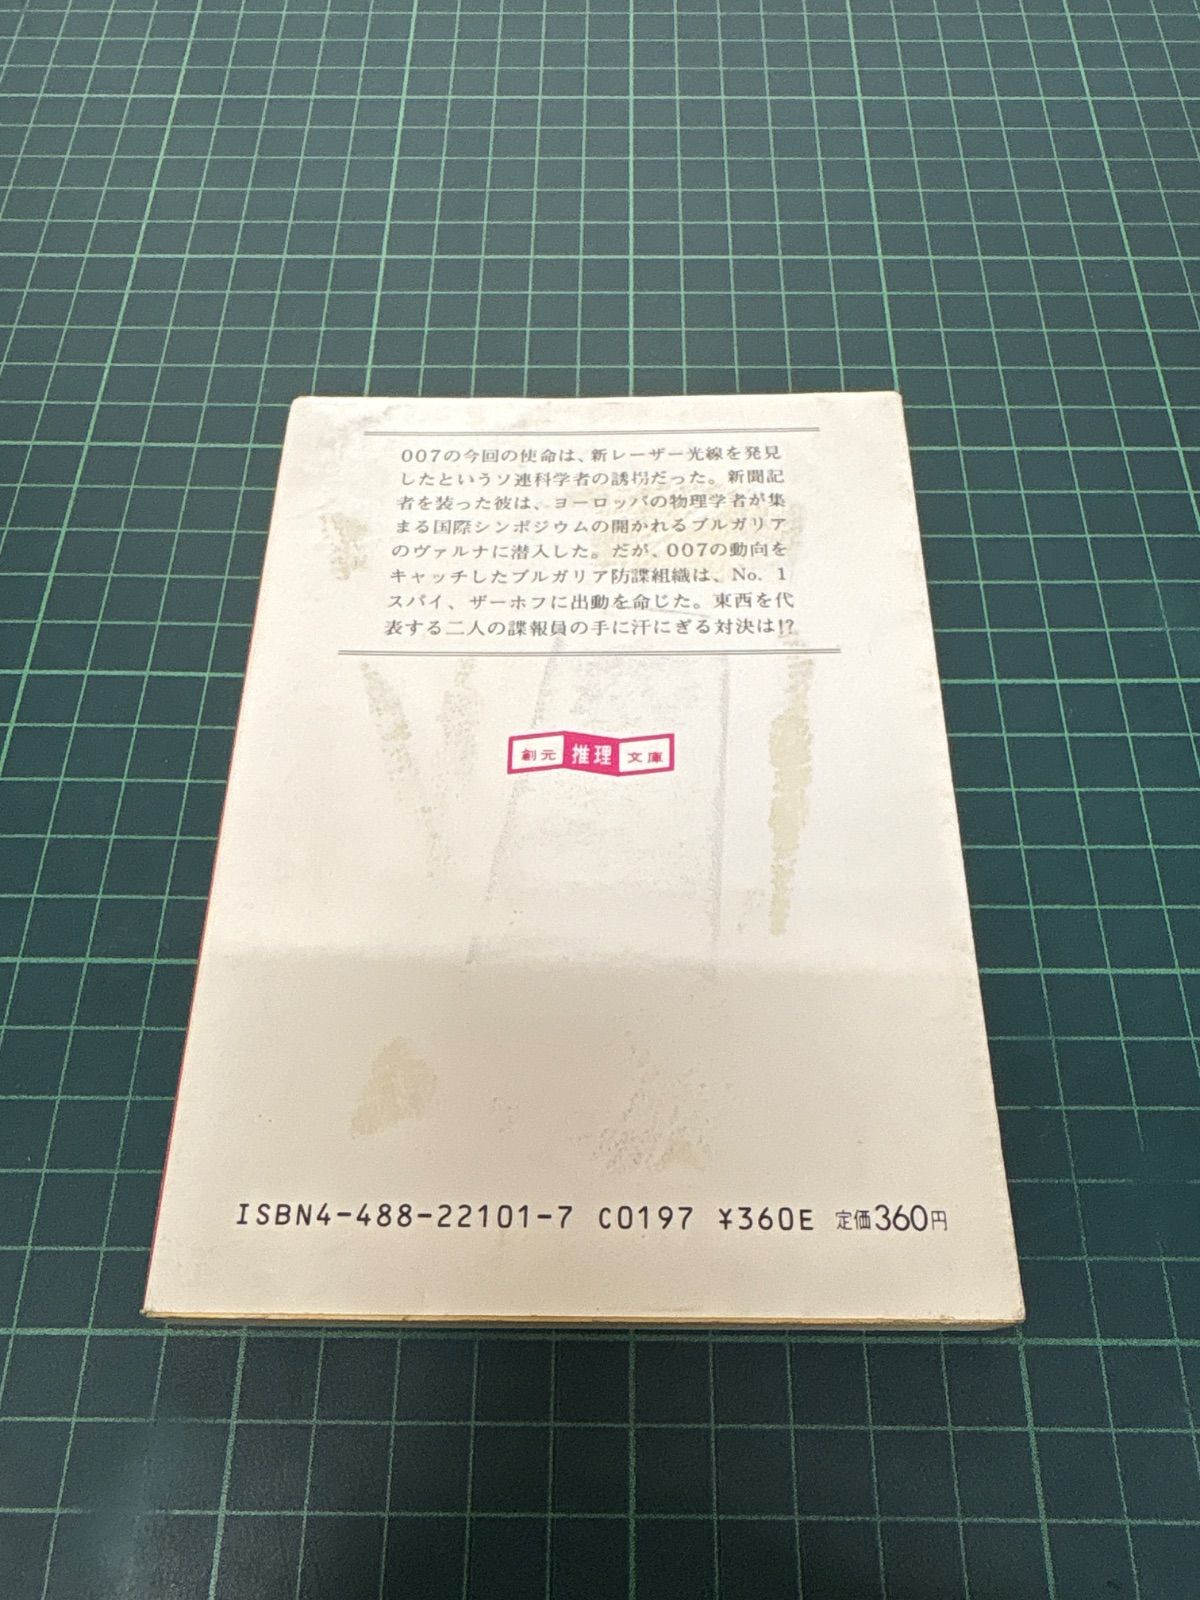 007の今回の使命は、新レーザー光線を発見
したというソ連科学者の誘拐だった。新聞記
者を装った彼は、ヨーロッパの物理学者が集
まる国際シンポジウムの開かれるブルガリア
のヴァルナに潜入した。だが、007の動向を
キャッチしたブルガリア防諜組織は、No. 1
スパイ、ザーホフに出動を命じた。東西を代
表する二人の諜報員の手に汗にぎる対決は!?
創元推理文庫
ISBN4-488-22101-7 C0197 ¥360E 定価360円